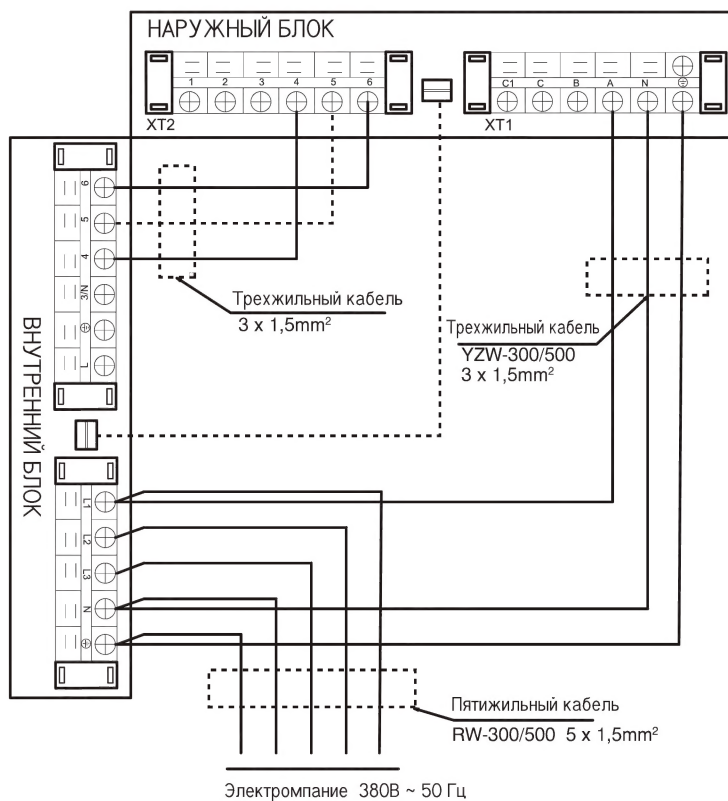 НАРУЖНЫЙ БЛОК
1 2 3 4 5 6
C1 C B A N
XT2
XT1
6
5
4
3/N
L
ВНУТРЕННИЙ БЛОК
Трехжильный кабель
3 x 1,5mm²
Трехжильный кабель
YZW-300/500
3 x 1,5mm²
L1
L2
L3
N
Пятижильный кабель
RW-300/500 5 x 1,5mm²
Электромпание 380В ~ 50 Гц